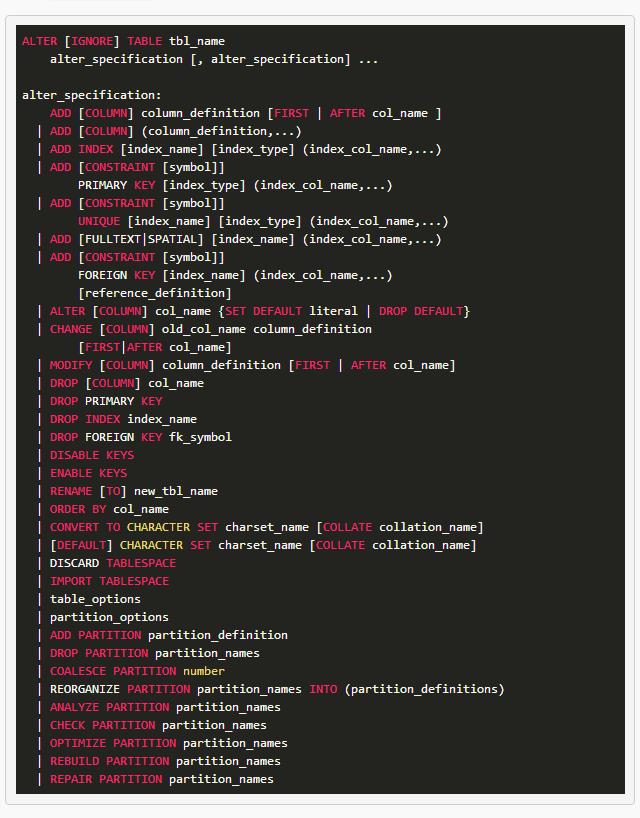 ALTER [IGNORE] TABLE tbl_name
    alter_specification [, alter_specification] ...

alter_specification:
    ADD [COLUMN] column_definition [FIRST | AFTER col_name ]
  | ADD [COLUMN] (column_definition,...)
  | ADD INDEX [index_name] [index_type] (index_col_name,...)
  | ADD [CONSTRAINT [symbol]]
        PRIMARY KEY [index_type] (index_col_name,...)
  | ADD [CONSTRAINT [symbol]]
        UNIQUE [index_name] [index_type] (index_col_name,...)
  | ADD [FULLTEXT|SPATIAL] [index_name] (index_col_name,...)
  | ADD [CONSTRAINT [symbol]]
        FOREIGN KEY [index_name] (index_col_name,...)
        [reference_definition]
  | ALTER [COLUMN] col_name {SET DEFAULT literal | DROP DEFAULT}
  | CHANGE [COLUMN] old_col_name column_definition
        [FIRST|AFTER col_name]
  | MODIFY [COLUMN] column_definition [FIRST | AFTER col_name]
  | DROP [COLUMN] col_name
  | DROP PRIMARY KEY
  | DROP INDEX index_name
  | DROP FOREIGN KEY fk_symbol
  | DISABLE KEYS
  | ENABLE KEYS
  | RENAME [TO] new_tbl_name
  | ORDER BY col_name
  | CONVERT TO CHARACTER SET charset_name [COLLATE collation_name]
  | [DEFAULT] CHARACTER SET charset_name [COLLATE collation_name]
  | DISCARD TABLESPACE
  | IMPORT TABLESPACE
  | table_options
  | partition_options
  | ADD PARTITION partition_definition
  | DROP PARTITION partition_names
  | COALESCE PARTITION number
  | REORGANIZE PARTITION partition_names INTO (partition_definitions)
  | ANALYZE PARTITION partition_names
  | CHECK PARTITION partition_names
  | OPTIMIZE PARTITION partition_names
  | REBUILD PARTITION partition_names
  | REPAIR PARTITION partition_names